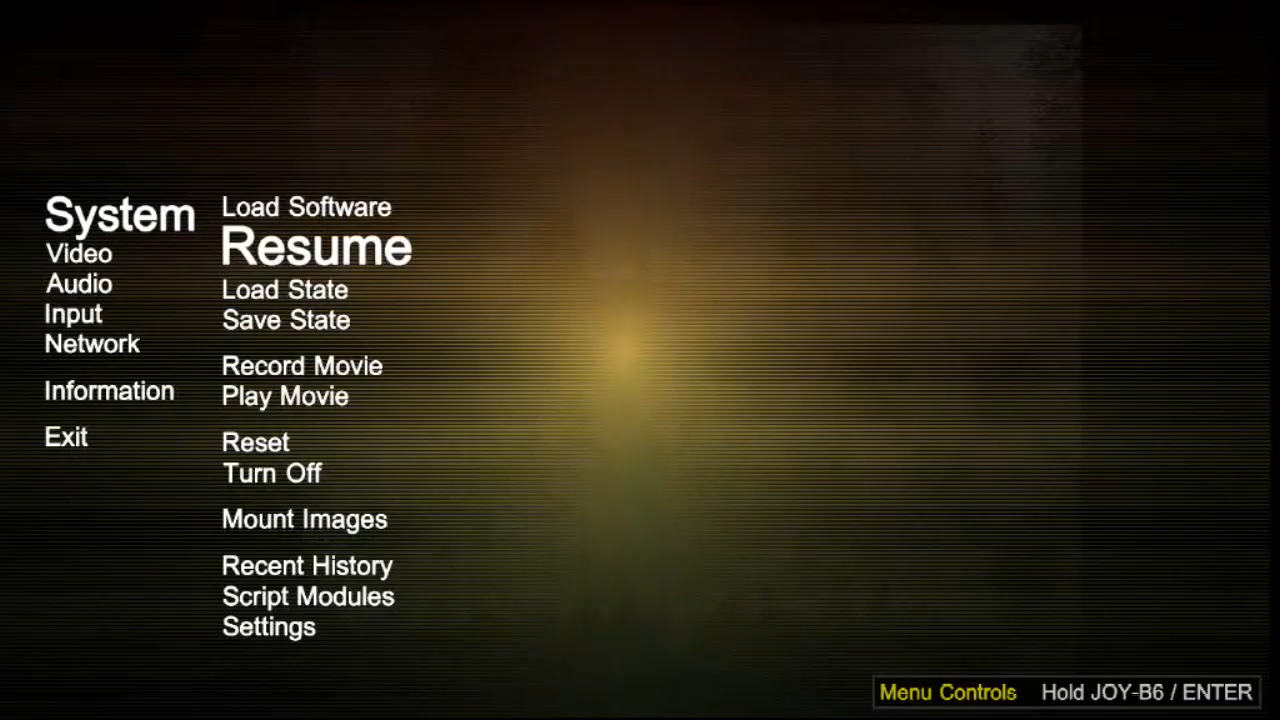 System
Video
Audio
Input
Network
Information
Exit
Load Software
Resume
Load State
Save State
Record Movie
Play Movie
Reset
Turn Off
Mount Images
Recent History
Script Modules
Settings
Menu Controls Hold JOY-B6 / ENTER